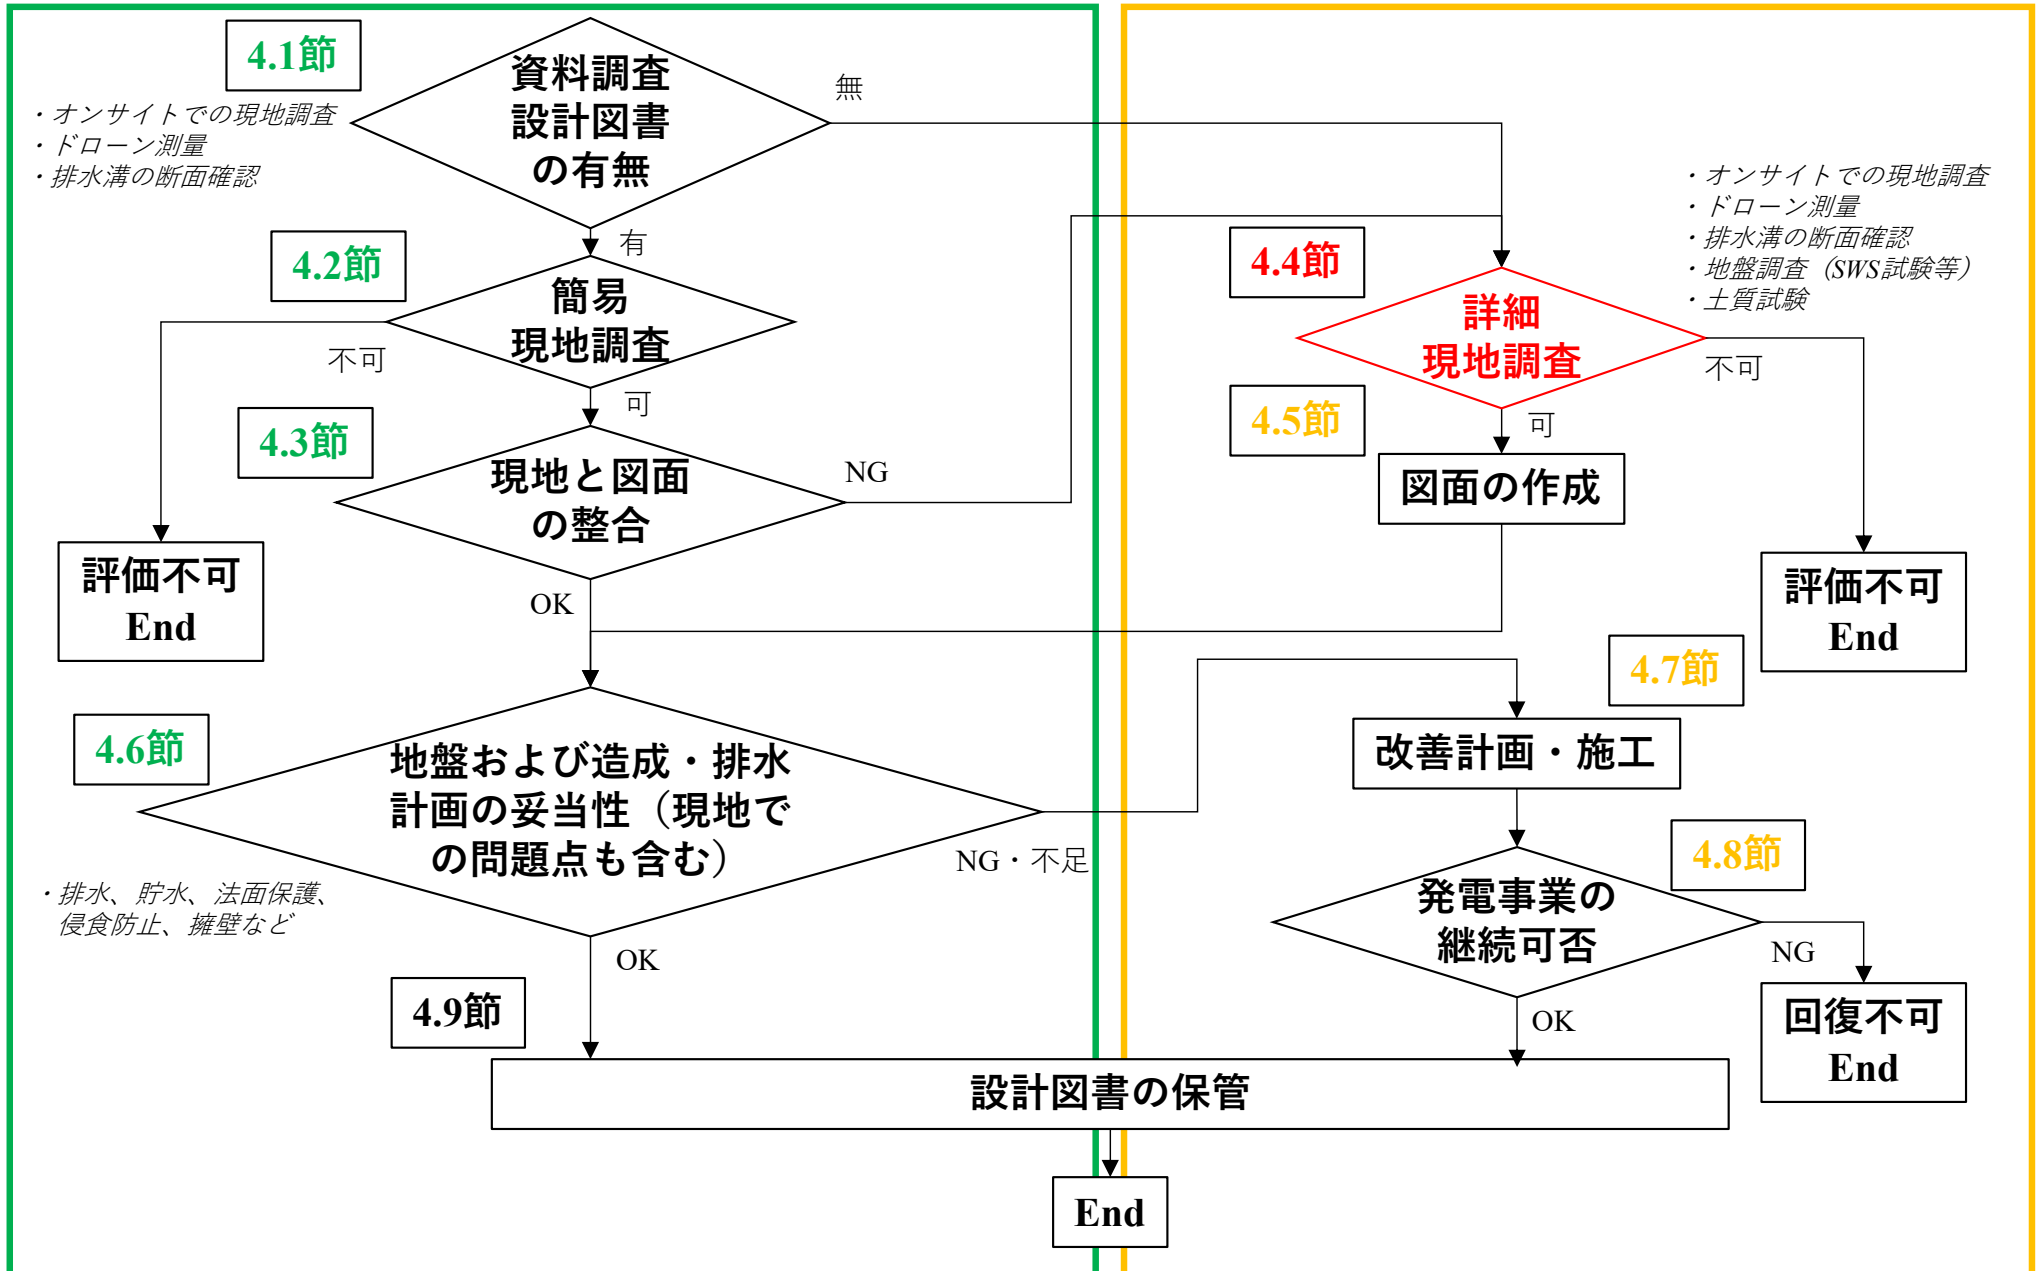 4.1節
・オンサイトでの現地調査
・ドローン測量
・排水溝の断面確認
資料調査
設計図書
の有無
無
有
4.2節
簡易
現地調査
不可
可
4.3節
現地と図面
の整合
NG
OK
評価不可
End
・オンサイトでの現地調査
・ドローン測量
・排水溝の断面確認
・地盤調査（SWS試験等）
・土質試験
4.4節
詳細
現地調査
不可
可
4.5節
図面の作成
評価不可
End
4.6節
地盤および造成・排水
計画の妥当性（現地で
の問題点も含む）
・排水、貯水、法面保護、
侵食防止、擁壁など
NG・不足
OK
4.7節
改善計画・施工
4.8節
発電事業の
継続可否
NG
OK
回復不可
End
4.9節
設計図書の保管
End